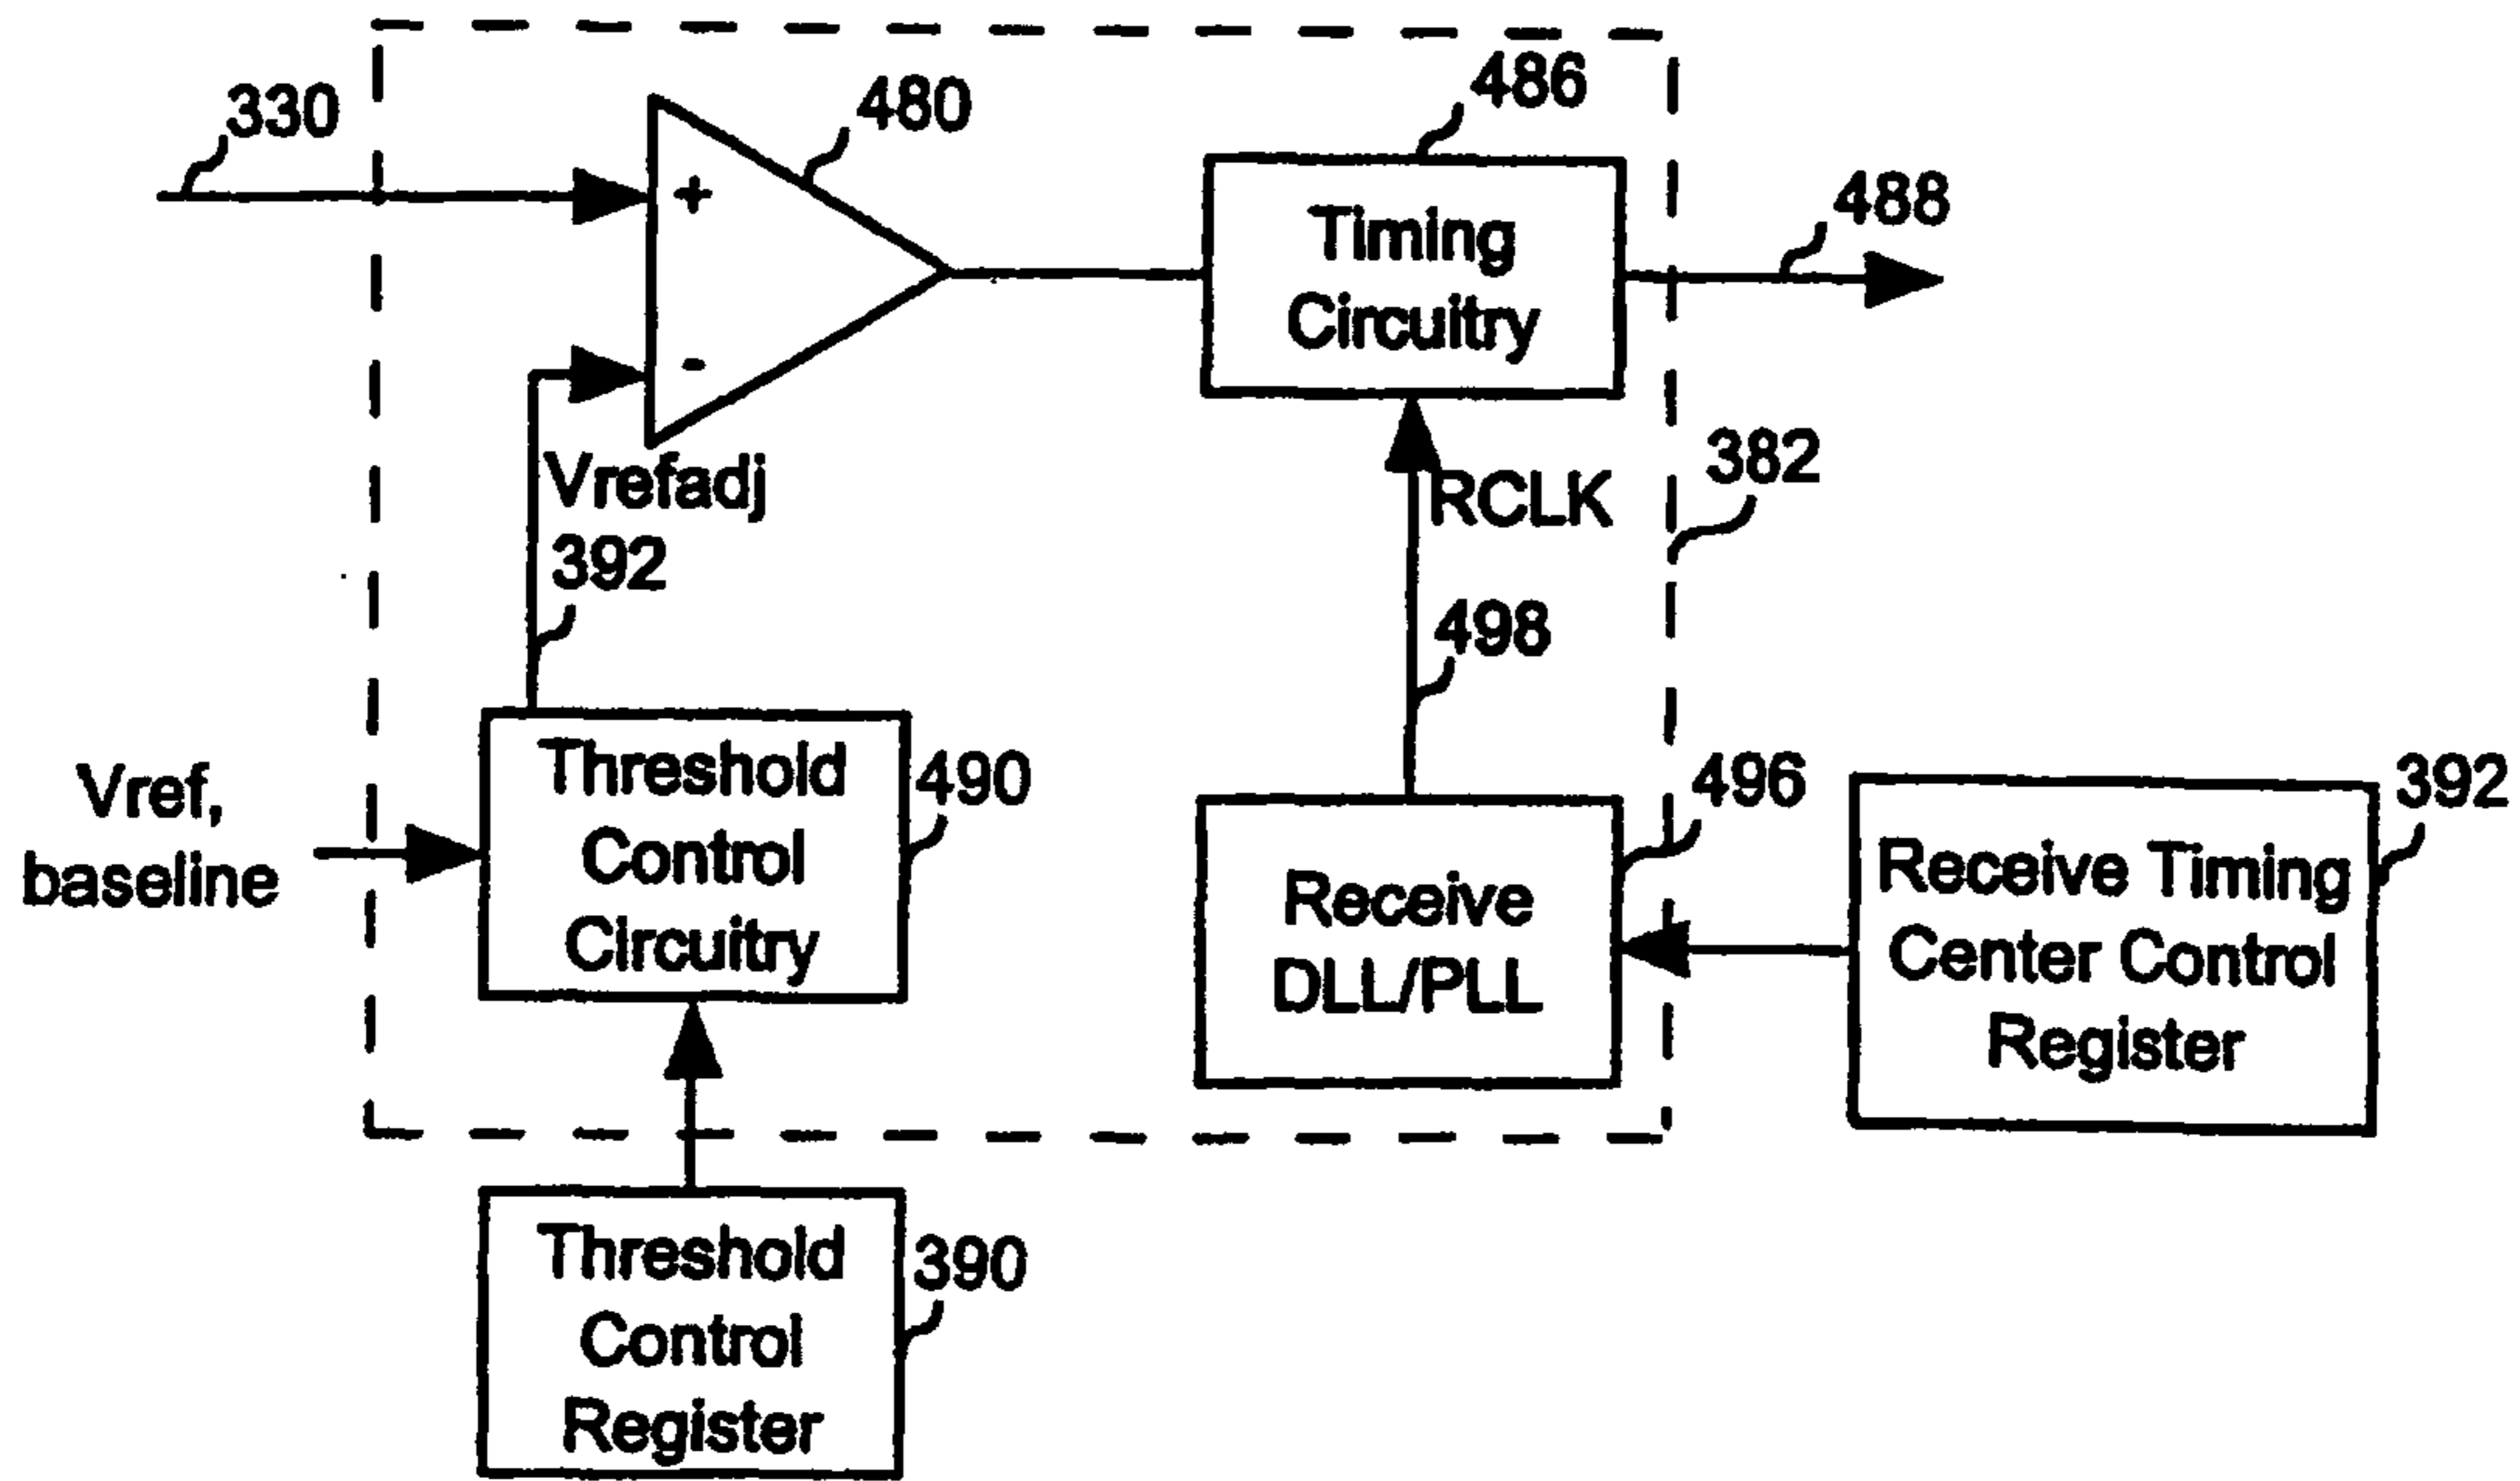 330
480
486
+
Timing
Circuitry
488
-
Vrefadj
392
RCLK
382
498
Vref,
baseline
Threshold
Control
Circuitry
490
Receive
DLL/PLL
496
Receive Timing
Center Control
Register
392
Threshold
Control
Register
390